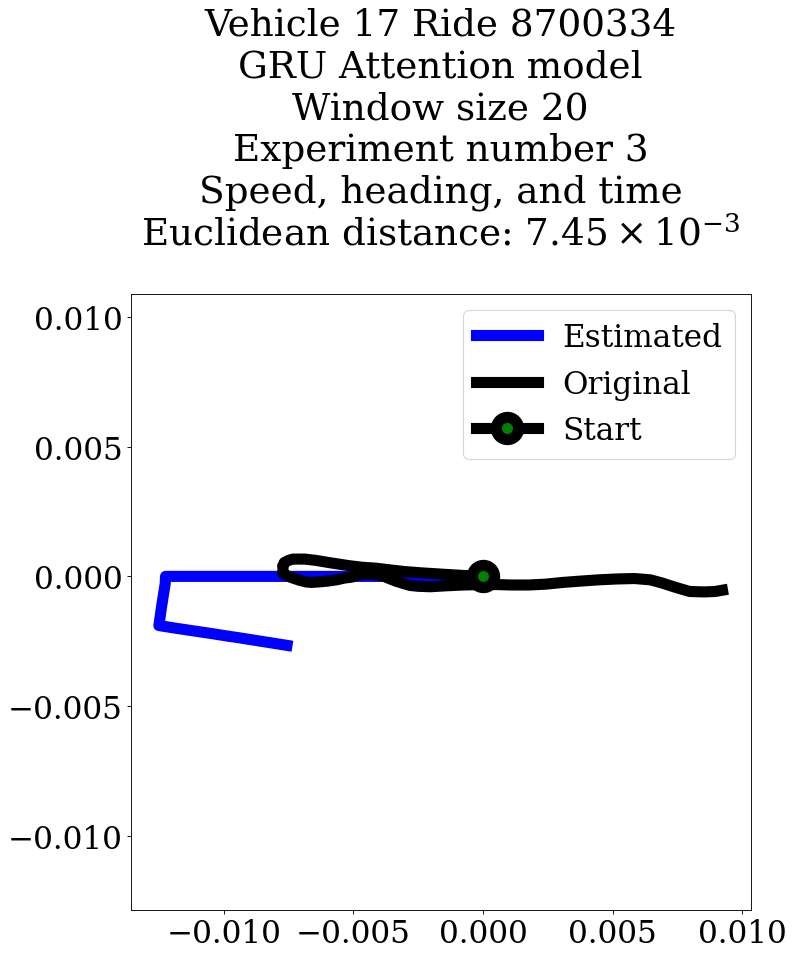 Vehicle 17 Ride 8700334
GRU Attention model
Window size 20
Experiment number 3
Speed, heading, and time
Euclidean distance: 7.45 × 10⁻³
Estimated
Original
Start
0.010
0.005
0.000
−0.005
−0.010
−0.010 −0.005 0.000 0.005 0.010